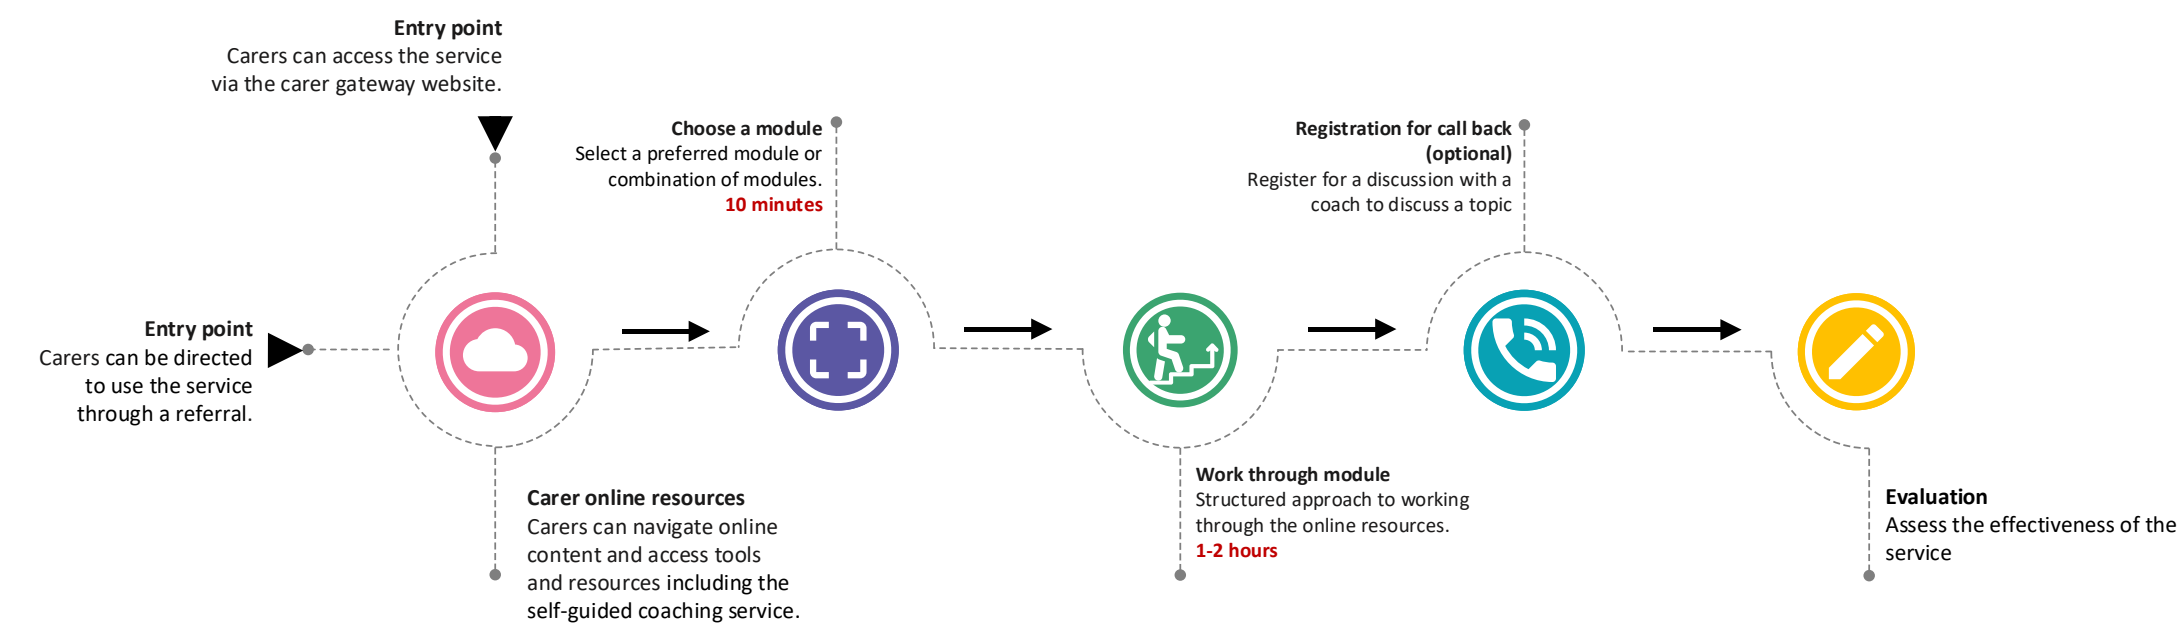 Entry point
Carers can access the service
via the carer gateway website.
Entry point
Carers can be directed
to use the service
through a referral.
Carer online resources
Carers can navigate online
content and access tools
and resources including the
self-guided coaching service.
Choose a module
Select a preferred module or
combination of modules.
10 minutes
Work through module
Structured approach to working
through the online resources.
1-2 hours
Registration for call back
(optional)
Register for a discussion with a
coach to discuss a topic
Evaluation
Assess the effectiveness of the
service